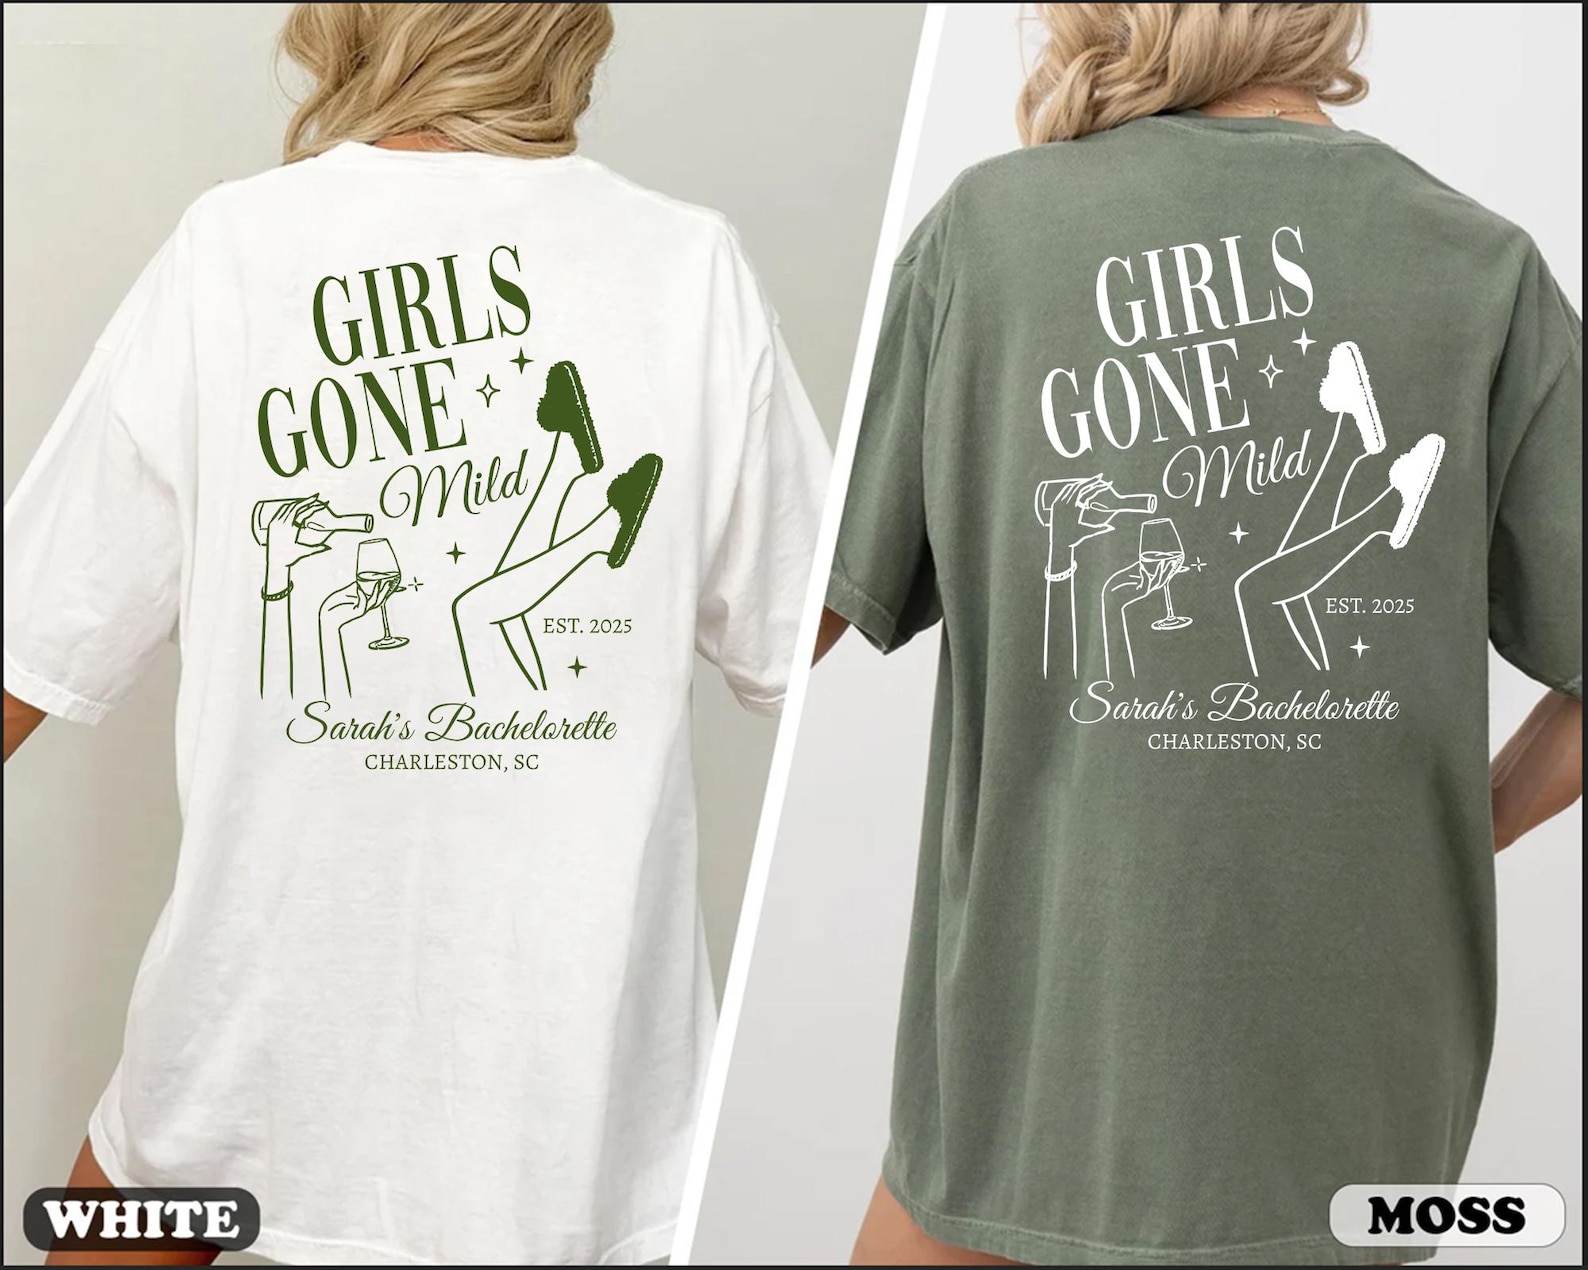 GIRLS
GONE
Mild
EST. 2025
Sarah's Bachelorette
CHARLESTON, SC
WHITE
GIRLS
GONE
Mild
EST. 2025
Sarah's Bachelorette
CHARLESTON, SC
MOSS